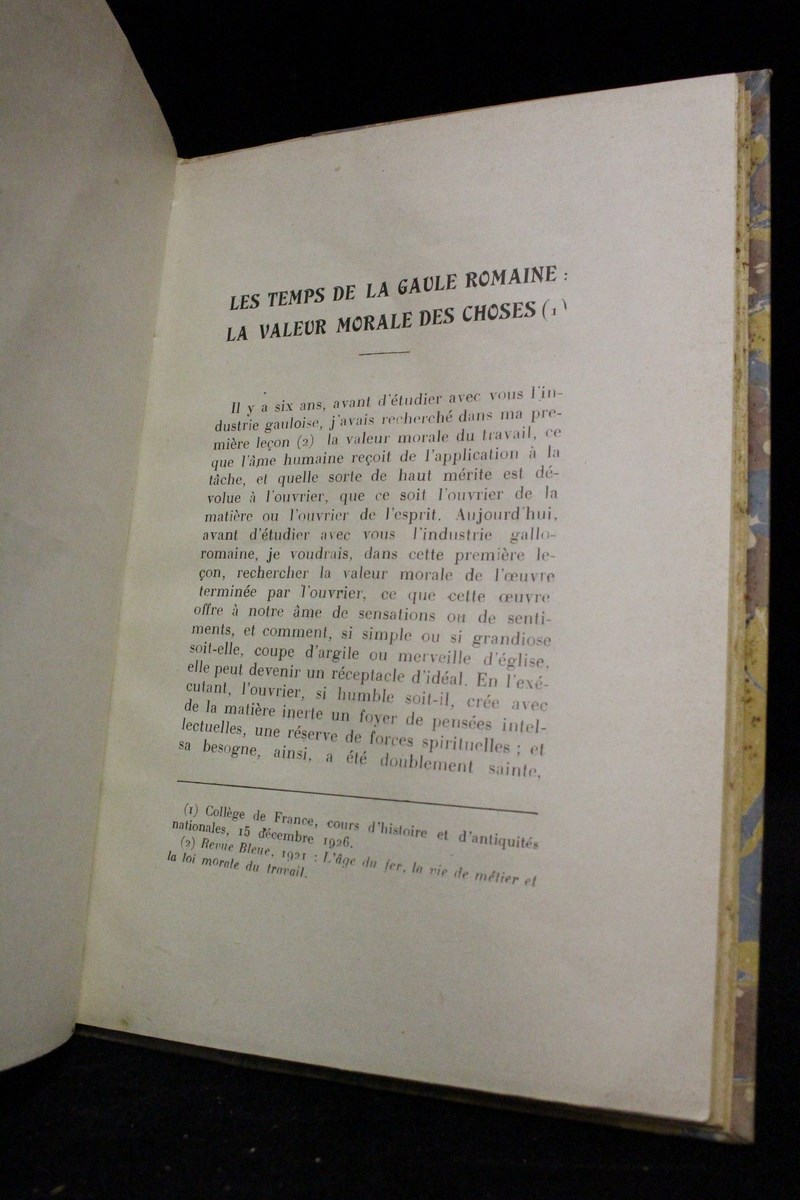 LES TEMPS DE LA GAULE ROMAINE :
LA VALEUR MORALE DES CHOSES (1)
Il y a six ans, avant d'étudier avec vous l'in-
dustrie gauloise, j'avais recherché dans ma pre-
mière leçon (2) la valeur morale du travail, ce
que l'âme humaine reçoit de l'application à la
tâche, et quelle sorte de haut mérite est dé-
volue à l'ouvrier, que ce soit l'ouvrier de la
matière ou l'ouvrier de l'esprit. Aujourd'hui,
avant d'étudier avec vous l'industrie gallo-
romaine, je voudrais, dans cette première le-
çon, rechercher la valeur morale de l'œuvre
terminée par l'ouvrier, ce que cette œuvre
offre à notre âme de sensations ou de senti-
ments, et comment, si simple ou si grandiose
soit-elle, coupe d'argile ou merveille d'église,
elle peut devenir un réceptacle d'idéal. En l'exé-
cutant, l'ouvrier, si humble soit-il, crée avec
de la matière inerte un foyer de pensées intel-
lectuelles, une réserve de forces spirituelles ; et
sa besogne, ainsi, a été doublement sainte,
(1) Collège de France, cours d'histoire et d'antiquités
nationales, 15 décembre 1926.
(2) Revue Bleue, 1921 : L'âge du fer, la vie de métier et
la loi morale du travail.